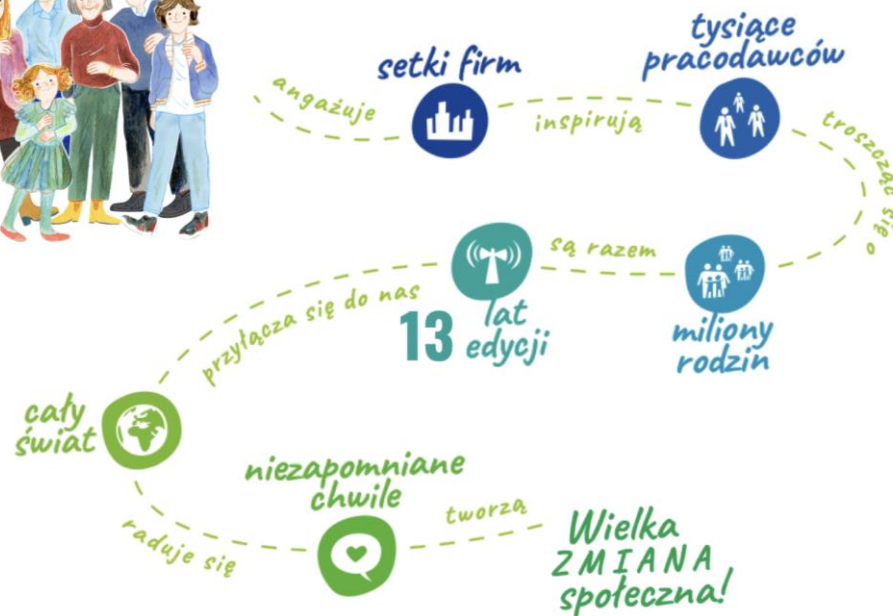 angażuje
setki firm
inspirują
tysiące
pracodawców
troszcząc się o
miliony
rodzin
są razem
13 lat
edycji
przyłącza się do nas
cały
świat
raduje się
niezapomniane
chwile
tworzą
Wielka
ZMIANA
społeczna!